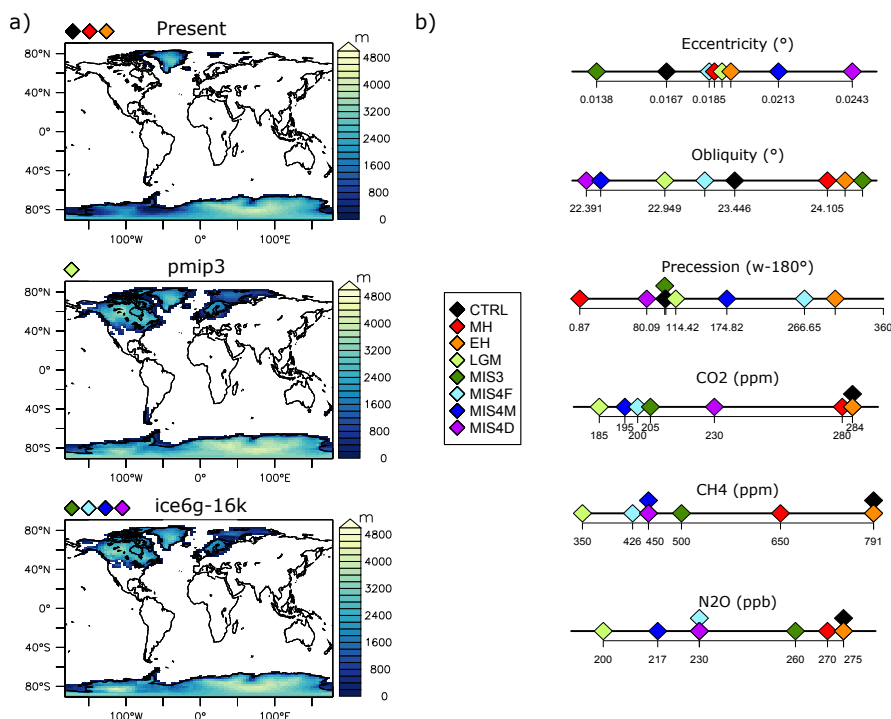 a)
Present
m
80°N
40°N
0°
40°S
80°S
100°W
0°
100°E
4800
4000
3200
2400
1600
800
0
pmip3
m
80°N
40°N
0°
40°S
80°S
100°W
0°
100°E
4800
4000
3200
2400
1600
800
0
ice6g-16k
m
80°N
40°N
0°
40°S
80°S
100°W
0°
100°E
4800
4000
3200
2400
1600
800
0
CTRL
MH
EH
LGM
MIS3
MIS4F
MIS4M
MIS4D
b)
Eccentricity (°)
0.0138 0.0167 0.0185 0.0213 0.0243
Obliquity (°)
22.391 22.949 23.446 24.105
Precession (w-180°)
0.87 80.09 114.42 174.82 266.65 360
CO2 (ppm)
185 195 200 205 230 280 284
CH4 (ppm)
350 426 450 500 650 791
N2O (ppb)
200 217 230 260 270 275